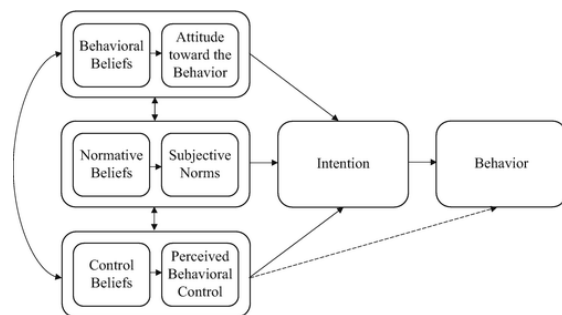 Behavioral
Beliefs
Attitude
toward the
Behavior
Normative
Beliefs
Subjective
Norms
Intention
Behavior
Control
Beliefs
Perceived
Behavioral
Control